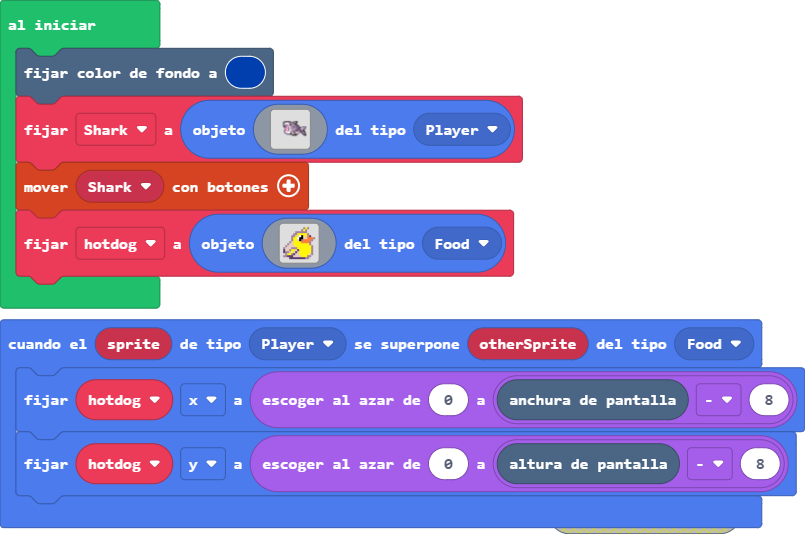 al iniciar
fijar color de fondo a
fijar Shark a objeto del tipo Player
mover Shark con botones
fijar hotdog a objeto del tipo Food
cuando el sprite de tipo Player se superpone otherSprite del tipo Food
fijar hotdog x a escoger al azar de 0 a anchura de pantalla - 8
fijar hotdog y a escoger al azar de 0 a altura de pantalla - 8